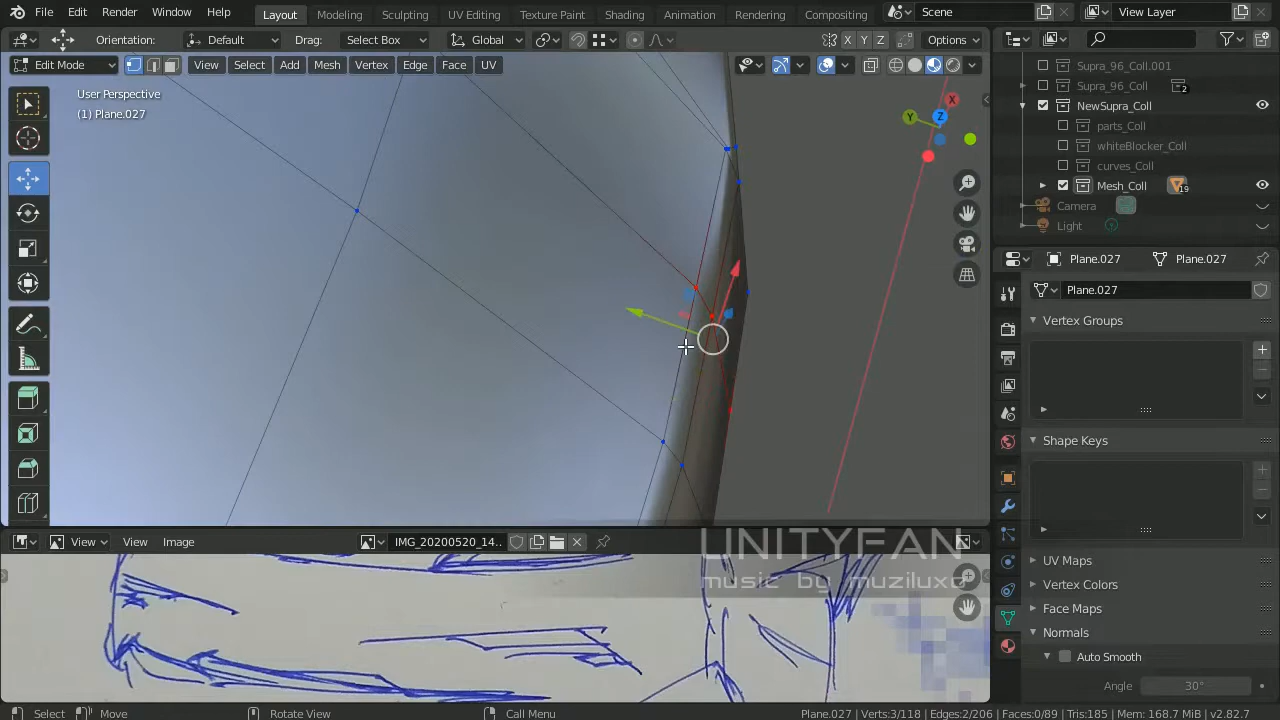 File Edit Render Window Help Layout Modeling Sculpting UV Editing Texture Paint Shading Animation Rendering Compositing Scene View Layer
Orientation: Default Drag: Select Box Global X Y Z Options
Edit Mode View Select Add Mesh Vertex Edge Face UV
User Perspective
(1) Plane.027
X
Y
Z
Supra_96_Coll.001
Supra_96_Coll 2
NewSupra_Coll
parts_Coll
whiteBlocker_Coll
curves_Coll
Mesh_Coll 19
Camera
Light
Plane.027 Plane.027
Plane.027
Vertex Groups
Shape Keys
UV Maps
Vertex Colors
Face Maps
Normals
Auto Smooth
Angle 30°
View View Image IMG_20200520_14..
UNITYFAN
music by muziluxo
Select Move Rotate View Call Menu Plane.027 | Verts:3/118 | Edges:2/206 | Faces:0/89 | Tris:185 | Mem: 168.7 MiB | v2.82.7